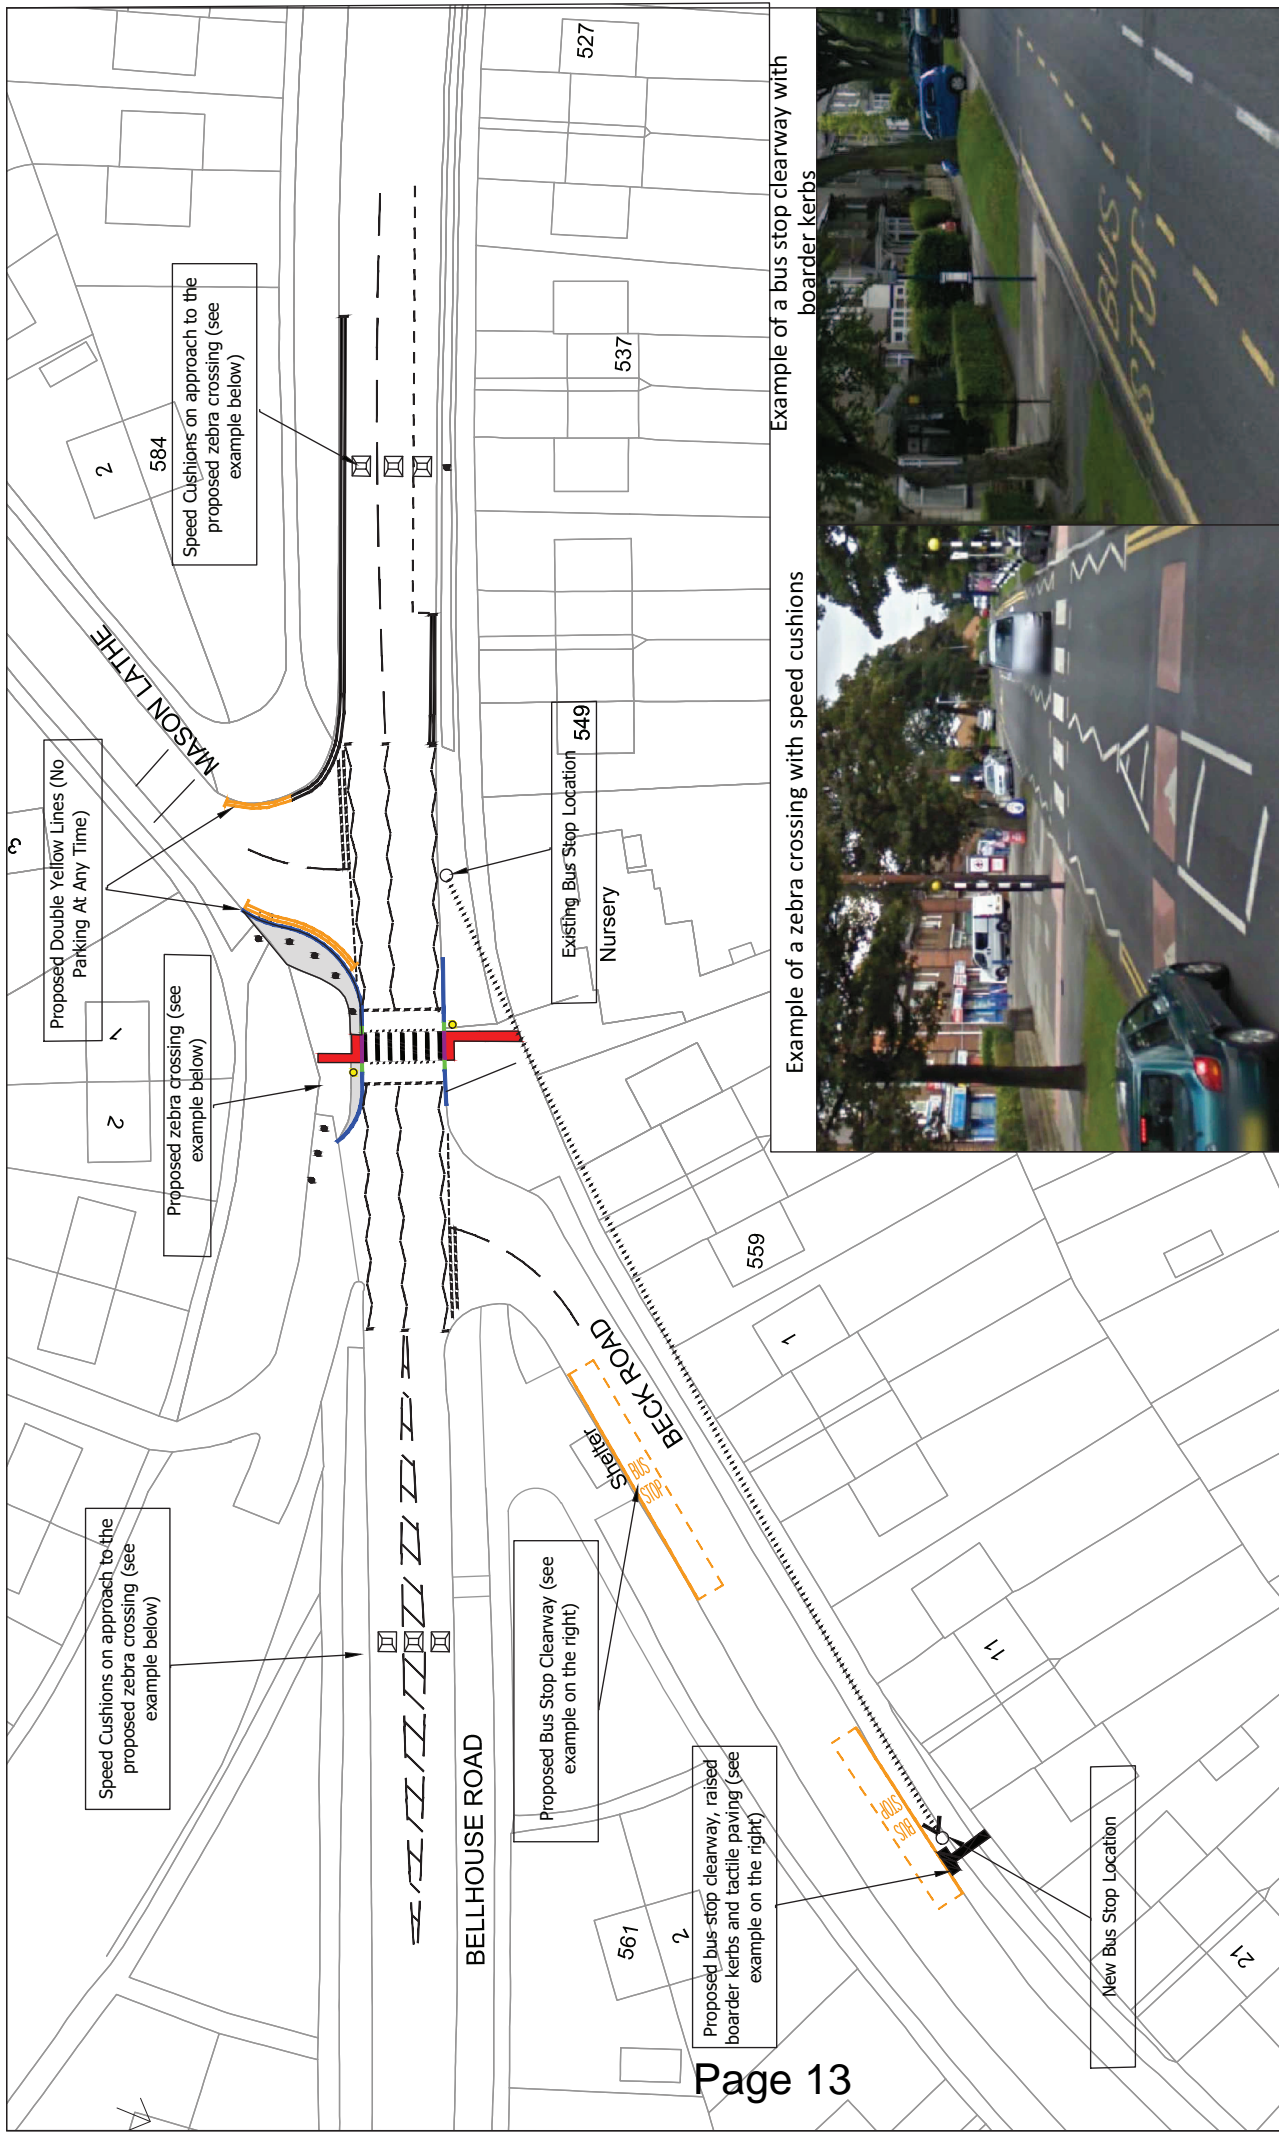 Speed Cushions on approach to the
proposed zebra crossing (see
example below)
Proposed zebra crossing (see
example below)
Proposed Double Yellow Lines (No
Parking At Any Time)
Speed Cushions on approach to the
proposed zebra crossing (see
example below)
MASON LATHE
3
1
2
2
584
BELLHOUSE ROAD
Proposed Bus Stop Clearway (see
example on the right)
Shelter
BUS
STOP
BECK ROAD
Existing Bus Stop Location
Nursery
549
537
527
559
1
11
21
561
2
Proposed bus stop clearway, raised
boarder kerbs and tactile paving (see
example on the right)
BUS
STOP
New Bus Stop Location
Example of a zebra crossing with speed cushions
Example of a bus stop clearway with
boarder kerbs
BUS
STOP
Page 13